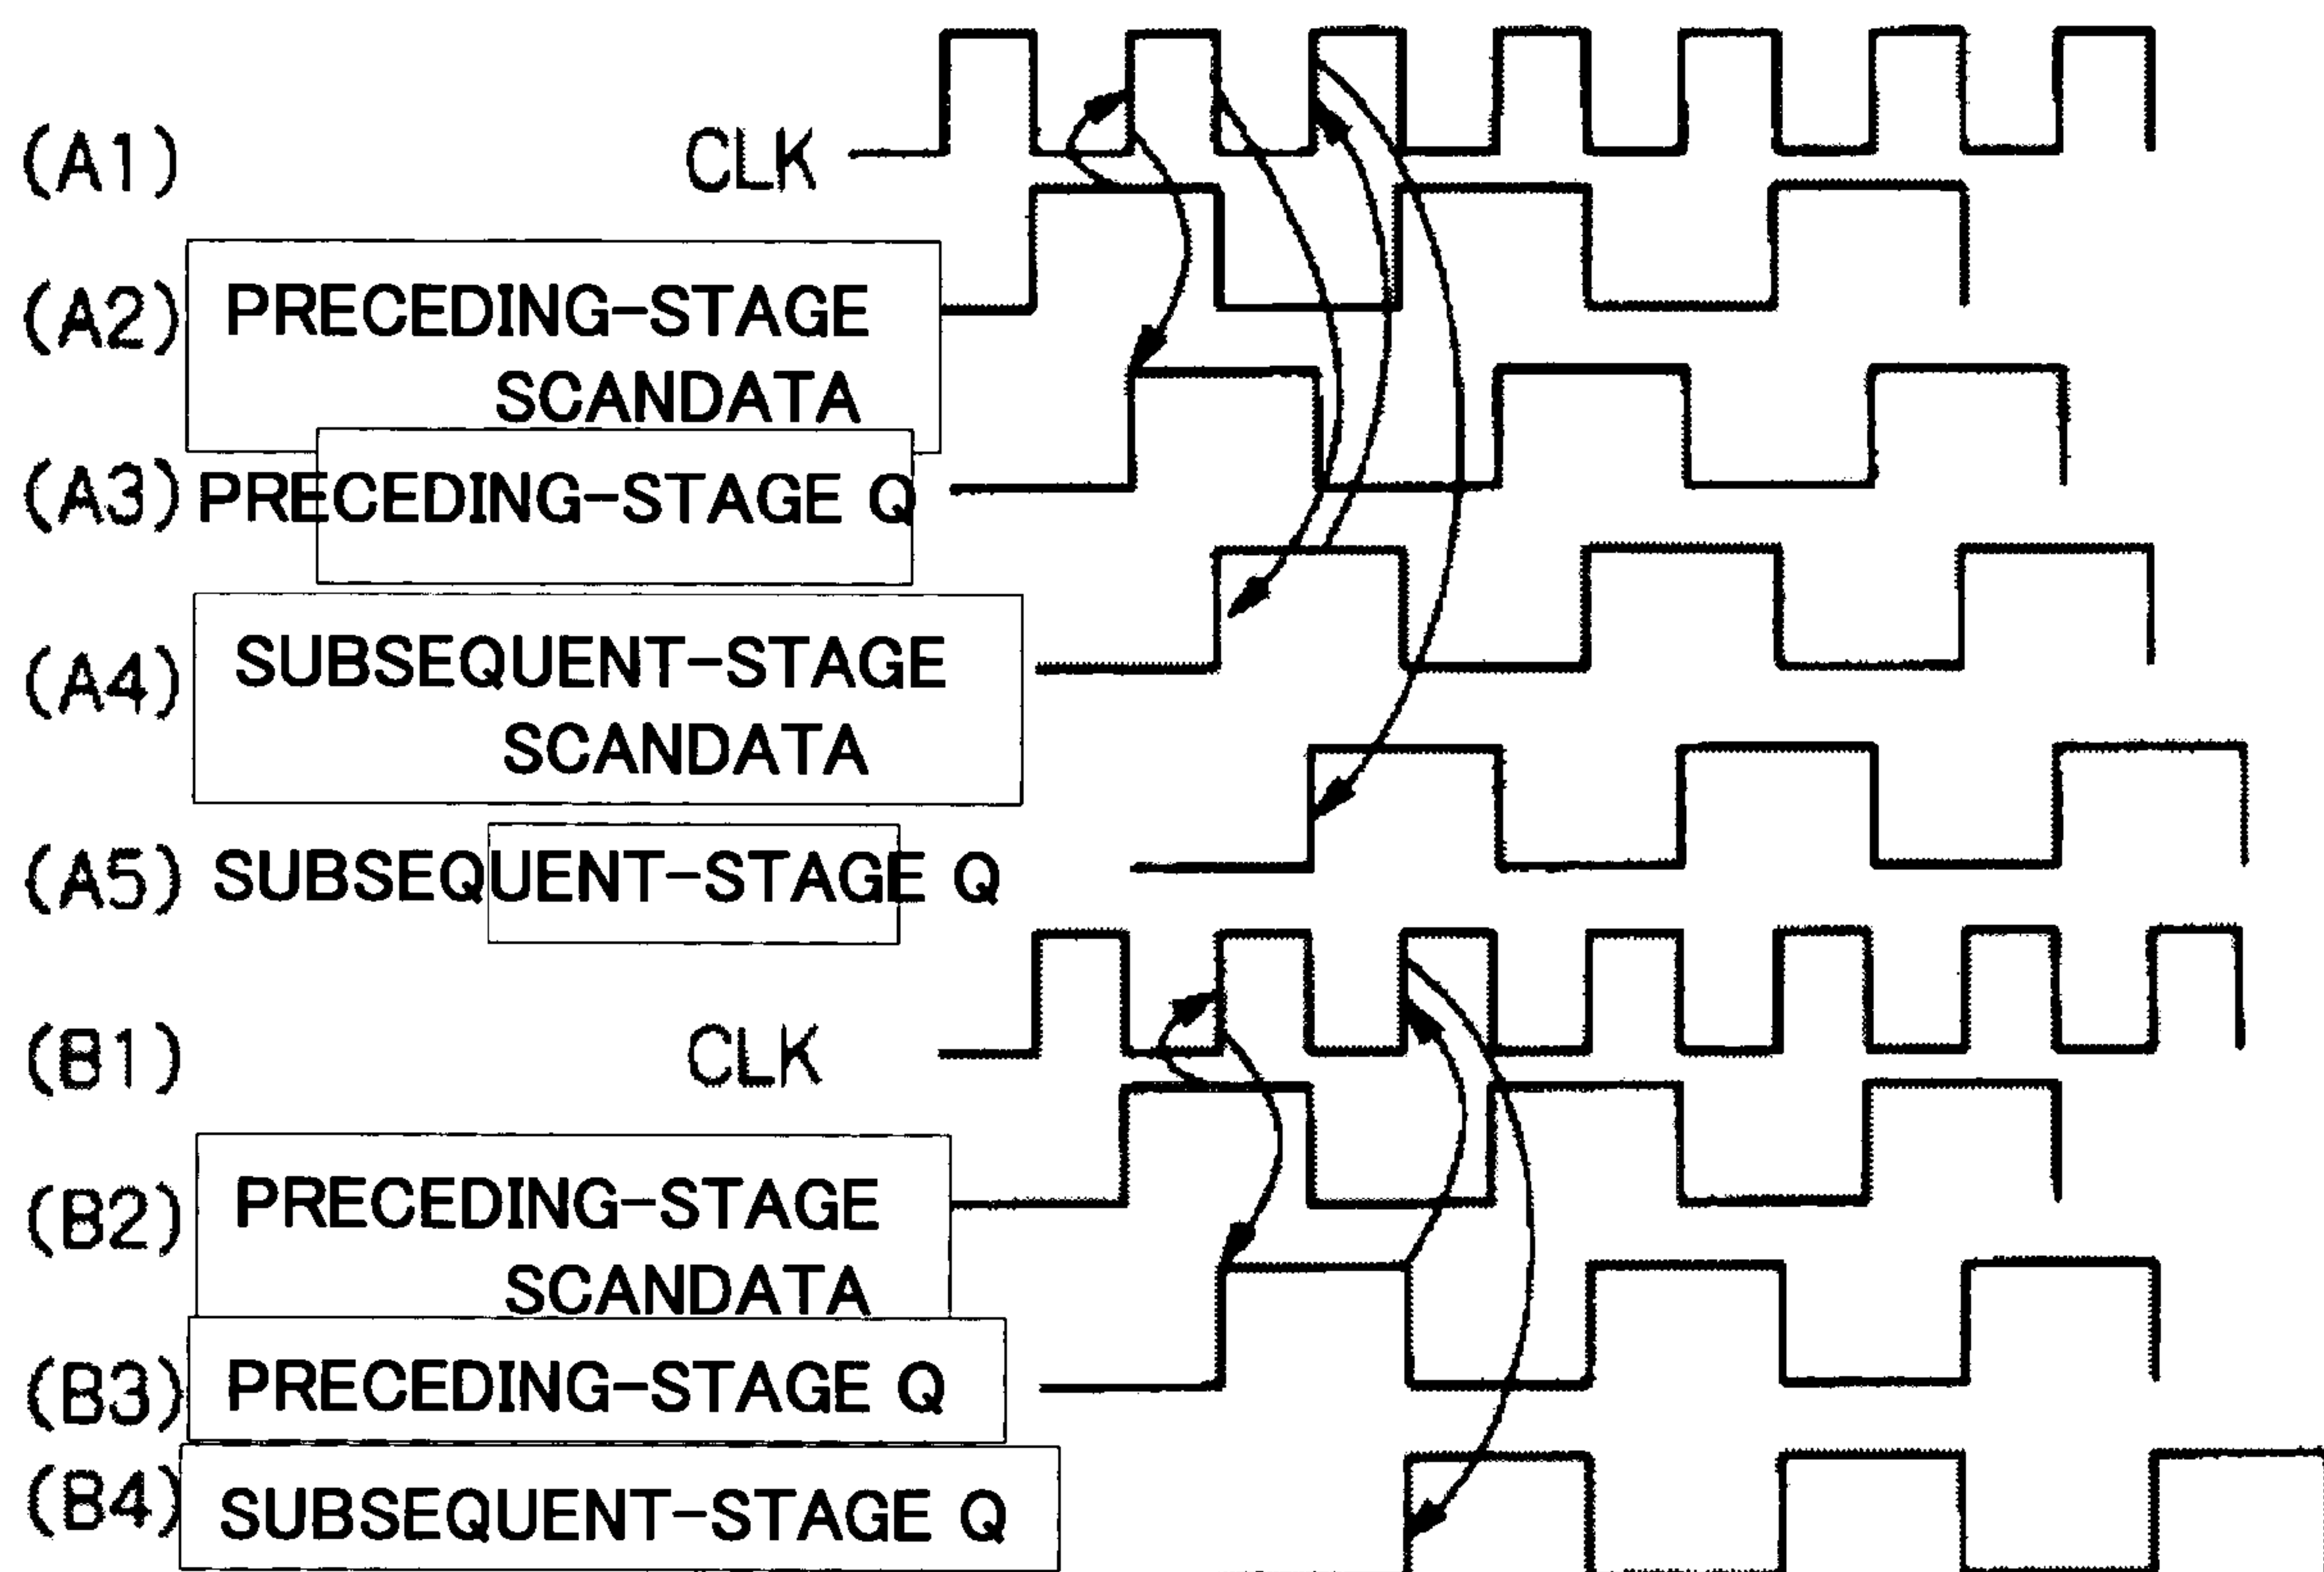 (A1) CLK
(A2) PRECEDING-STAGE
SCANDATA
(A3) PRECEDING-STAGE Q
(A4) SUBSEQUENT-STAGE
SCANDATA
(A5) SUBSEQUENT-STAGE Q
(B1) CLK
(B2) PRECEDING-STAGE
SCANDATA
(B3) PRECEDING-STAGE Q
(B4) SUBSEQUENT-STAGE Q